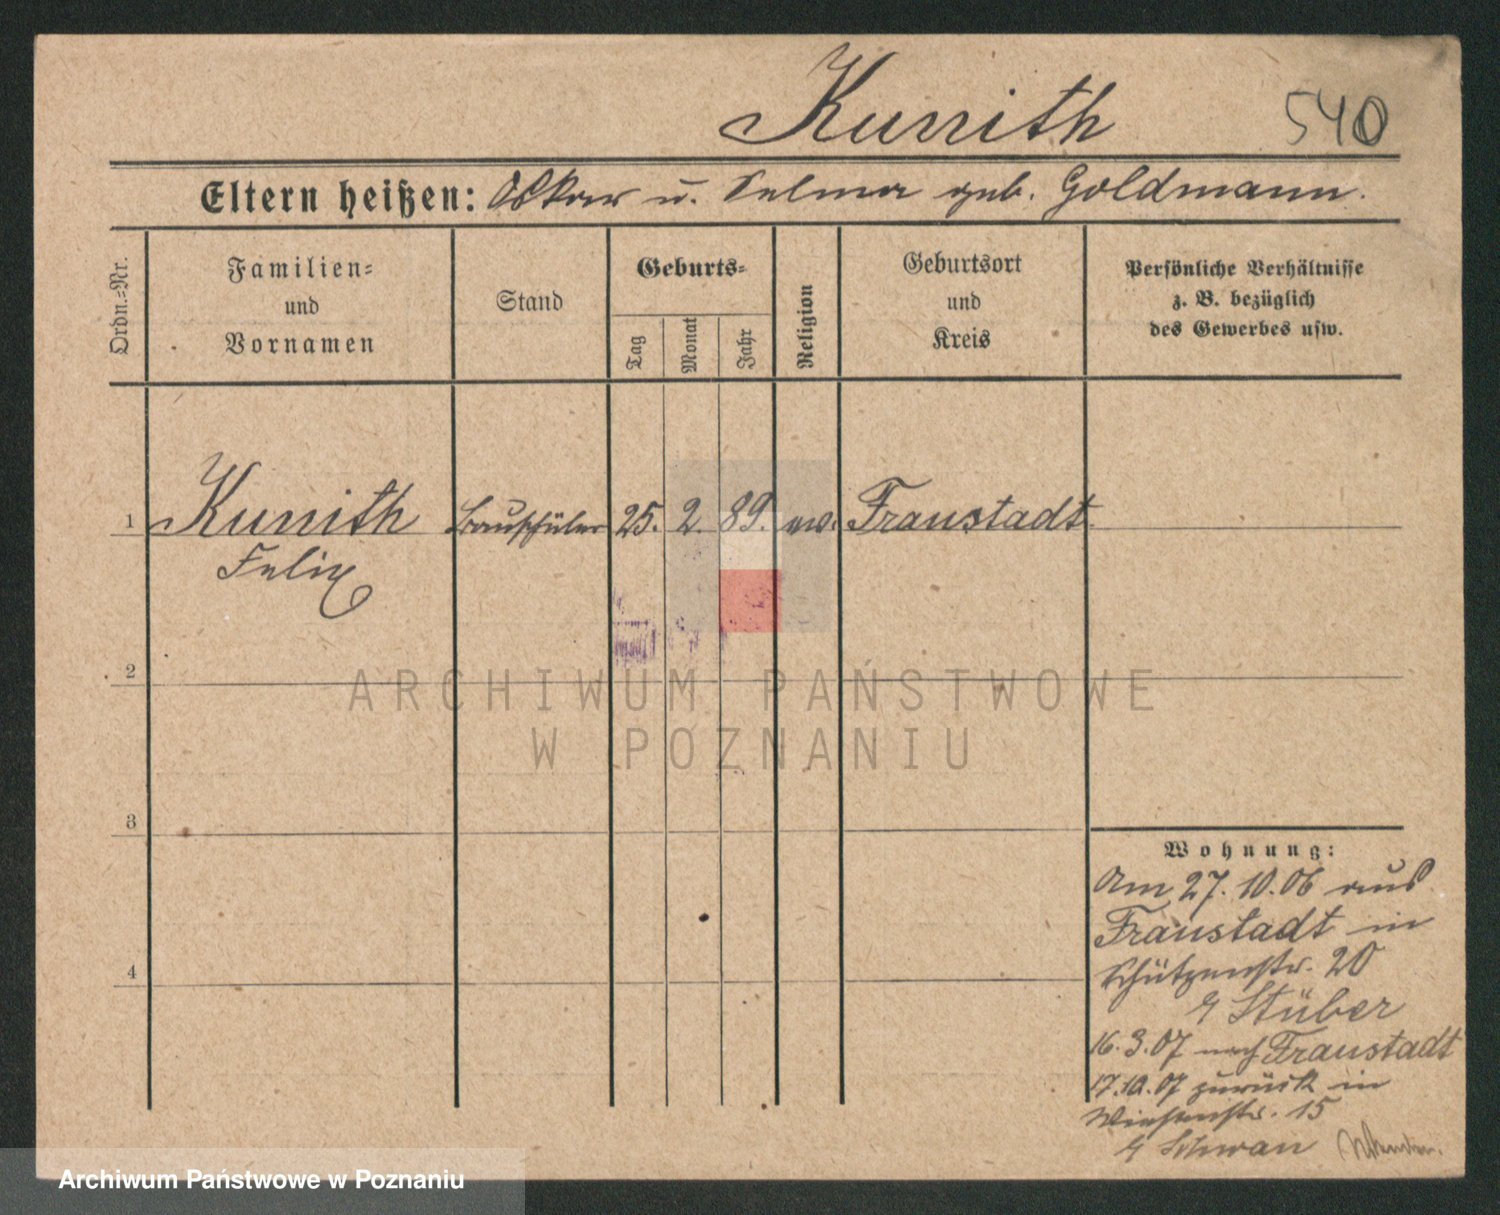 Kunith 540
Eltern heißen: Oskar u. Selma geb. Goldmann.
Ordn.=Nr.
Familien=
und
Vornamen
Stand
Geburts=
Tag
Monat
Jahr
Religion
Geburtsort
und
Kreis
Persönliche Verhältnisse
z. B. bezüglich
des Gewerbes usw.
1 Kunith Bauschüler 25. 2. 89. ev. Fraustadt
Felix
2
ARCHIWUM PAŃSTWOWE
W POZNANIU
3
4
Wohnung:
Am 27.10.06 aus
Fraustadt in
Schützenstr. 20
Stüber
16.3.07 nach Fraustadt
17.10.07 zurück in
15
Schwan
Archiwum Państwowe w Poznaniu